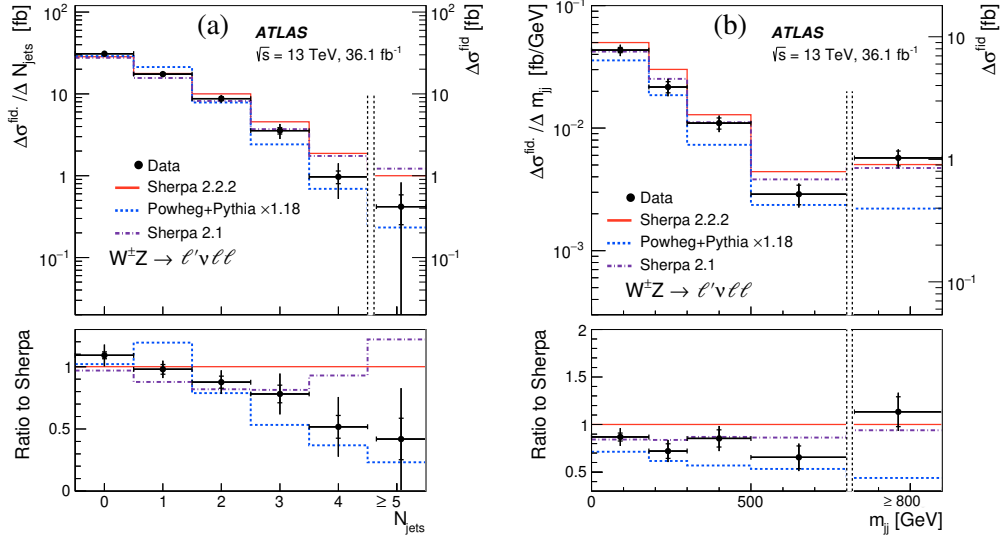 (a)
ATLAS
√s = 13 TeV, 36.1 fb⁻¹
Δσ^fid. / Δ N_jets [fb]
Δσ^fid [fb]
10²
10
1
10⁻¹
10
1
10⁻¹
Data
Sherpa 2.2.2
Powheg+Pythia ×1.18
Sherpa 2.1
W^±Z → ℓ′νℓℓ
Ratio to Sherpa
1
0.5
0
0 1 2 3 4 ≥ 5
N_jets
(b)
ATLAS
√s = 13 TeV, 36.1 fb⁻¹
Δσ^fid. / Δ m_jj [fb/GeV]
Δσ^fid [fb]
10⁻¹
10⁻²
10⁻³
10
1
10⁻¹
Data
Sherpa 2.2.2
Powheg+Pythia ×1.18
Sherpa 2.1
W^±Z → ℓ′νℓℓ
Ratio to Sherpa
2
1.5
1
0.5
0 500 ≥ 800
m_jj [GeV]